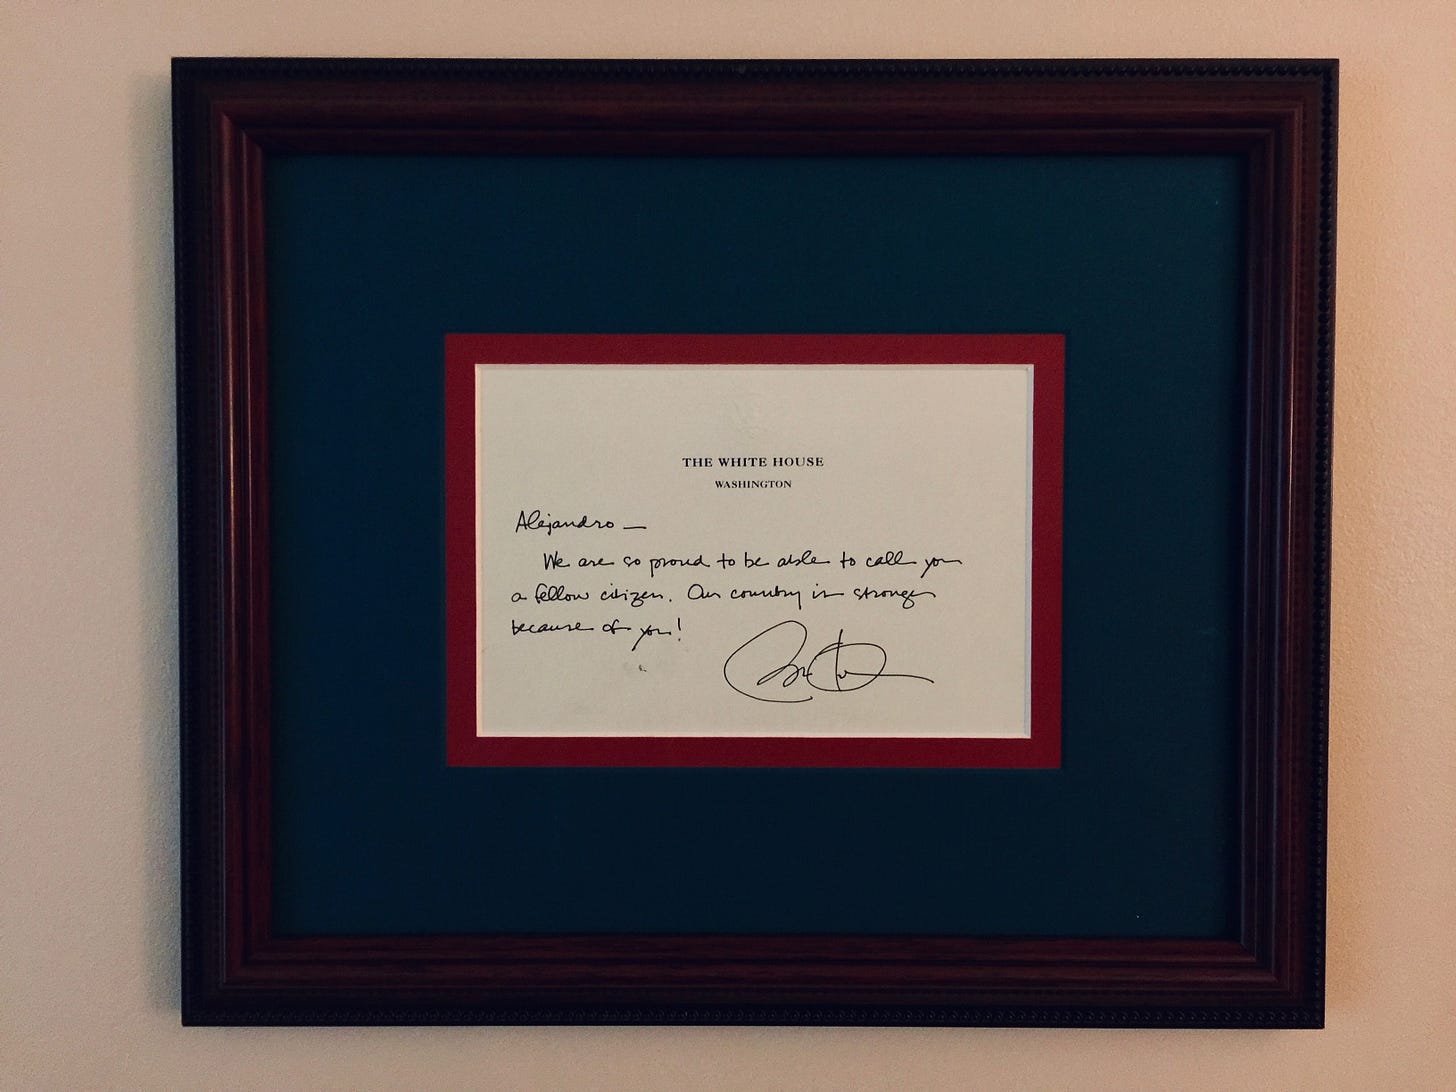 THE WHITE HOUSE
WASHINGTON
Alejandro —
We are so proud to be able to call you
a fellow citizen. Our country is stronger
because of you!